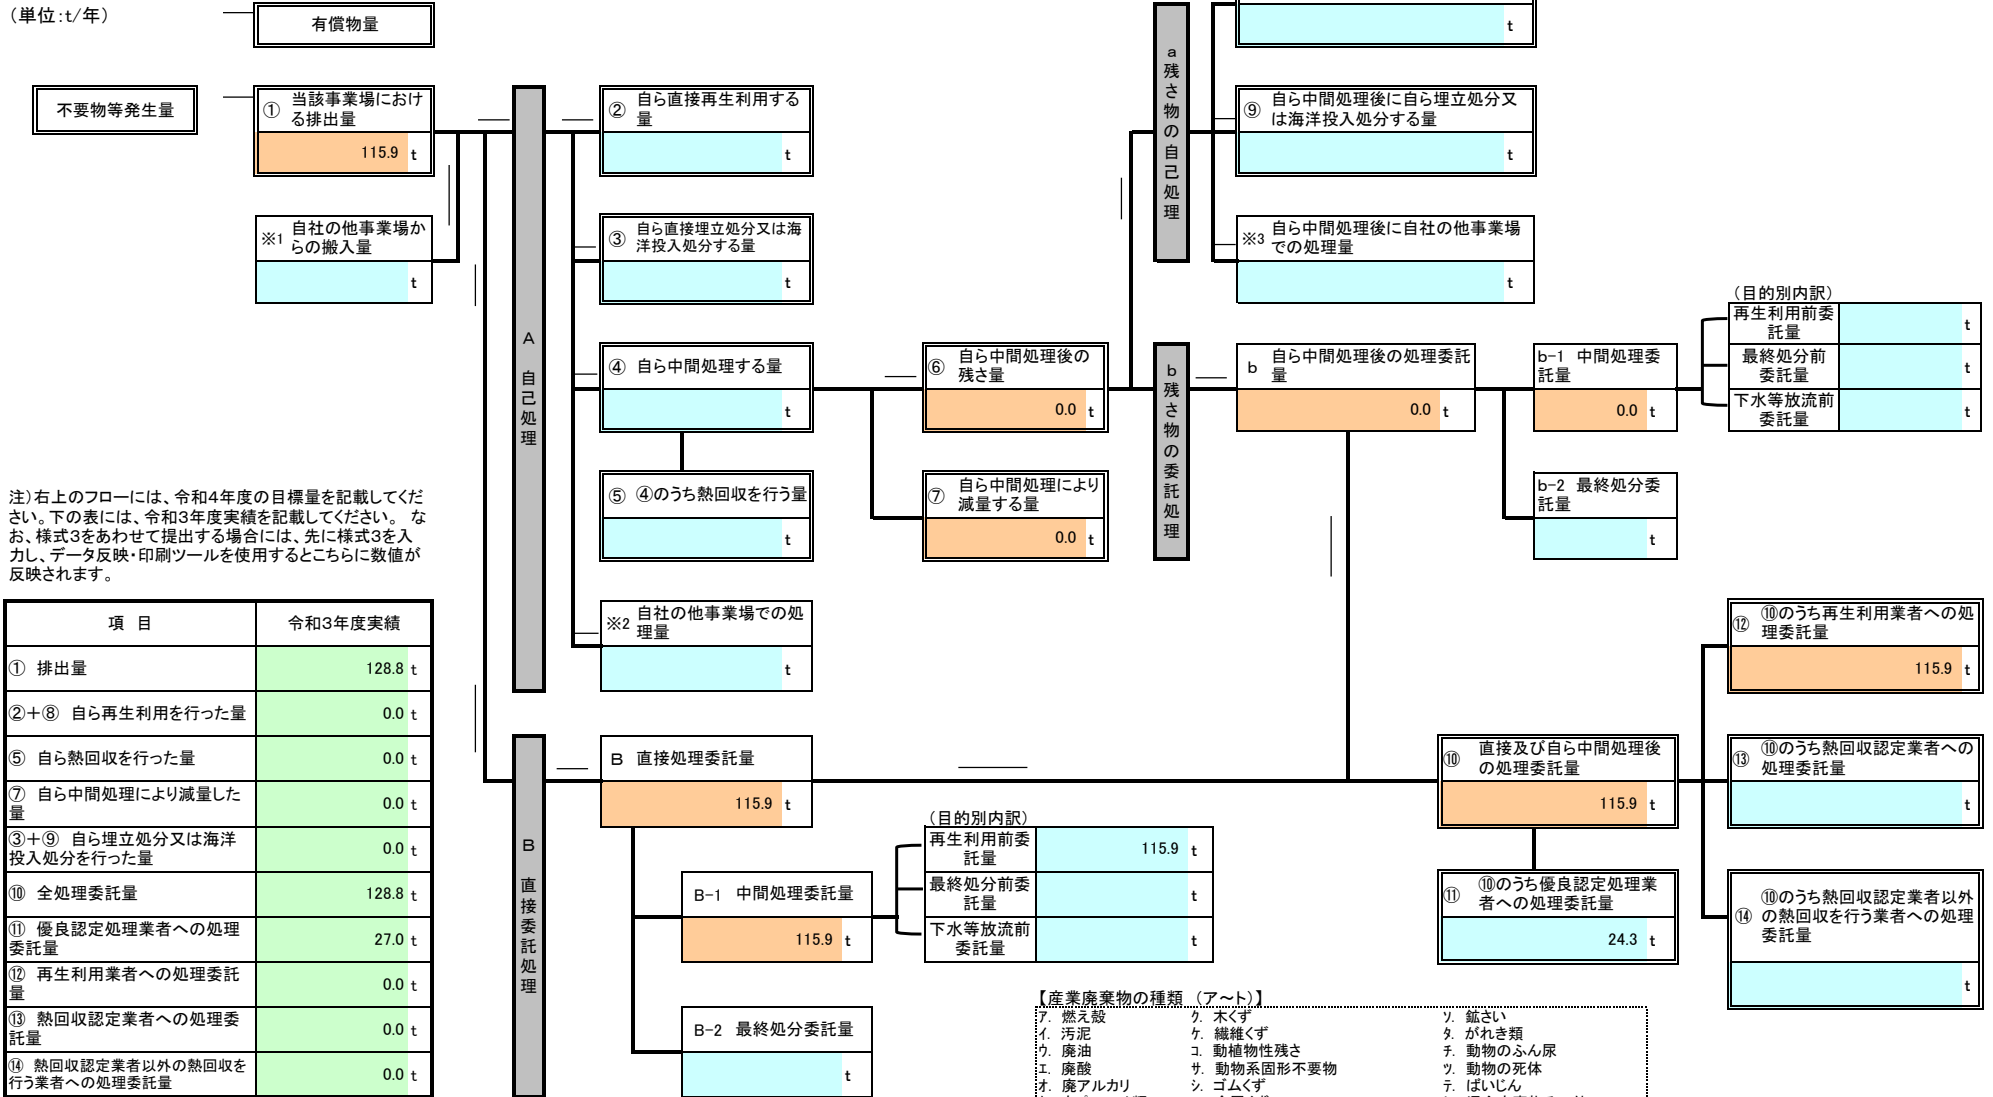 (単位:t/年)
有償物量
t
不要物等発生量
① 当該事業場におけ
る排出量
115.9 t
※1 自社の他事業場か
らの搬入量
t
A 自己処理
② 自ら直接再生利用する
量
t
③ 自ら直接埋立処分又は海
洋投入処分する量
t
④ 自ら中間処理する量
t
⑤ ④のうち熱回収を行う量
t
※2 自社の他事業場での処
理量
t
⑥ 自ら中間処理後の
残さ量
0.0 t
⑦ 自ら中間処理により
減量する量
0.0 t
a 残さ物の自己処理
⑨ 自ら中間処理後に自ら埋立処分又
は海洋投入処分する量
t
※3 自ら中間処理後に自社の他事業場
での処理量
t
b 残さ物の委託処理
b 自ら中間処理後の処理委託
量
0.0 t
b-1 中間処理委
託量
0.0 t
b-2 最終処分委
託量
t
(目的別内訳)
再生利用前委
託量
t
最終処分前
委託量
t
下水等放流前
委託量
t
注)右上のフローには、令和4年度の目標量を記載してくだ
さい。下の表には、令和3年度実績を記載してください。 な
お、様式3をあわせて提出する場合には、先に様式3を入
力し、データ反映・印刷ツールを使用するとこちらに数値が
反映されます。
項 目 令和3年度実績
① 排出量 128.8 t
②+⑧ 自ら再生利用を行った量 0.0 t
⑤ 自ら熱回収を行った量 0.0 t
⑦ 自ら中間処理により減量した
量 0.0 t
③+⑨ 自ら埋立処分又は海洋
投入処分を行った量 0.0 t
⑩ 全処理委託量 128.8 t
⑪ 優良認定処理業者への処理
委託量 27.0 t
⑫ 再生利用業者への処理委託
量 0.0 t
⑬ 熱回収認定業者への処理委
託量 0.0 t
⑭ 熱回収認定業者以外の熱回収を
行う業者への処理委託量 0.0 t
B 直接委託処理
B 直接処理委託量
115.9 t
B-1 中間処理委託量
115.9 t
B-2 最終処分委託量
t
(目的別内訳)
再生利用前委
託量
115.9 t
最終処分前委
託量
t
下水等放流前
委託量
t
⑩ 直接及び自ら中間処理後
の処理委託量
115.9 t
⑪ ⑩のうち優良認定処理業
者への処理委託量
24.3 t
⑫ ⑩のうち再生利用業者への処
理委託量
115.9 t
⑬ ⑩のうち熱回収認定業者への
処理委託量
t
⑭ ⑩のうち熱回収認定業者以外
の熱回収を行う業者への処理
委託量
t
【産業廃棄物の種類 (ア~ト)】
ア. 燃え殻 ク. 木くず ソ. 鉱さい
イ. 汚泥 ケ. 繊維くず タ. がれき類
ウ. 廃油 コ. 動植物性残さ チ. 動物のふん尿
エ. 廃酸 サ. 動物系固形不要物 ツ. 動物の死体
オ. 廃アルカリ シ. ゴムくず テ. ばいじん